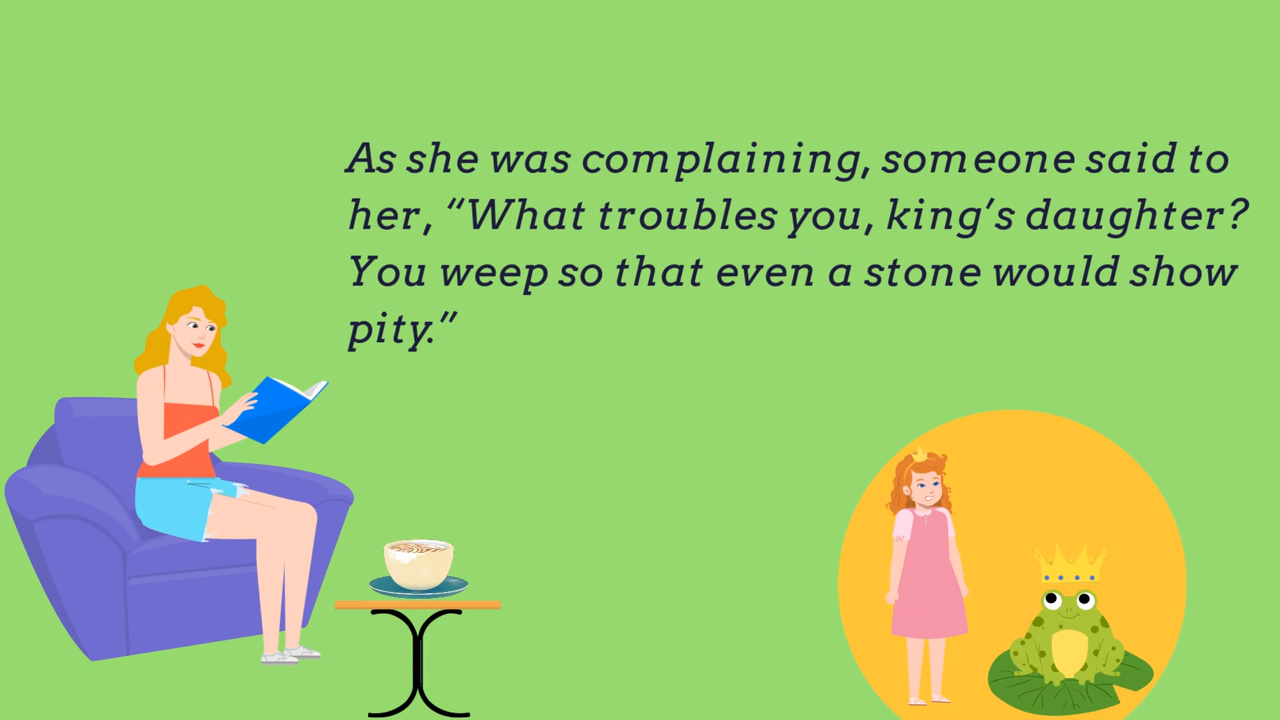 As she was complaining, someone said to
her, “What troubles you, king’s daughter?
You weep so that even a stone would show
pity.”